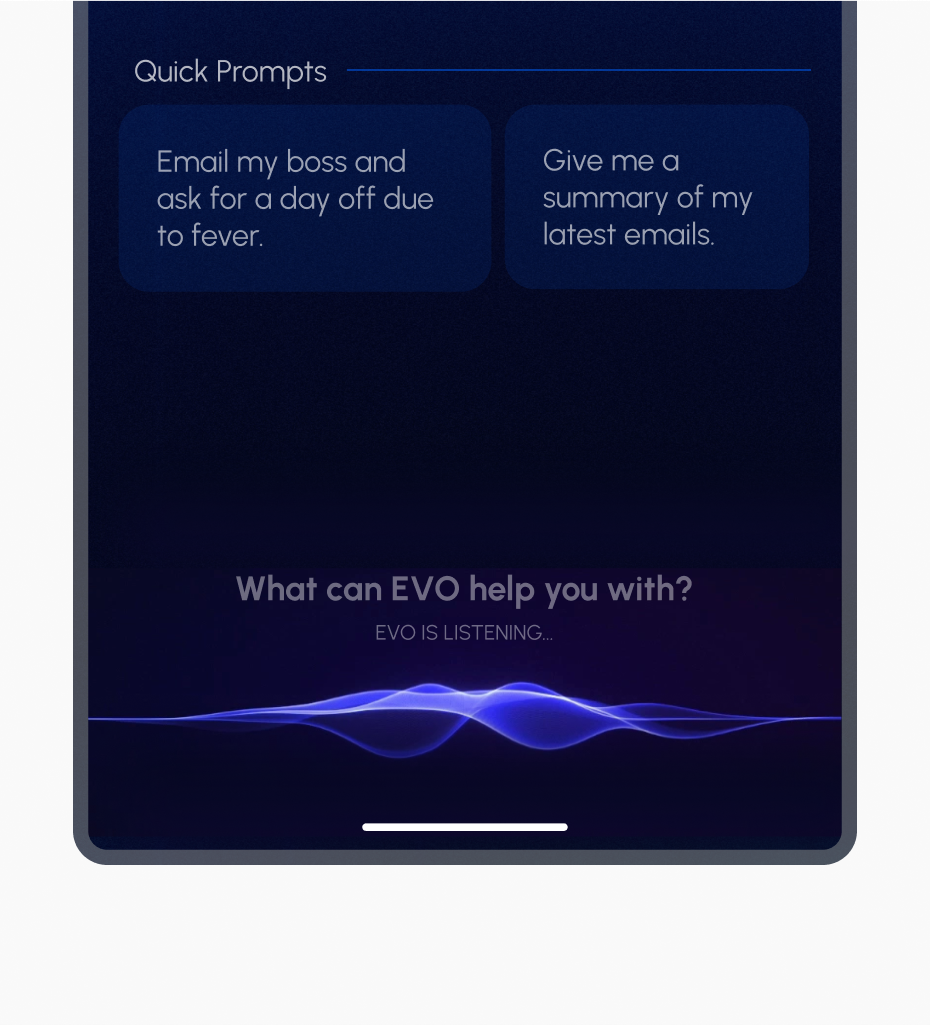 Quick Prompts
Email my boss and
ask for a day off due
to fever.
Give me a
summary of my
latest emails.
What can EVO help you with?
EVO IS LISTENING...